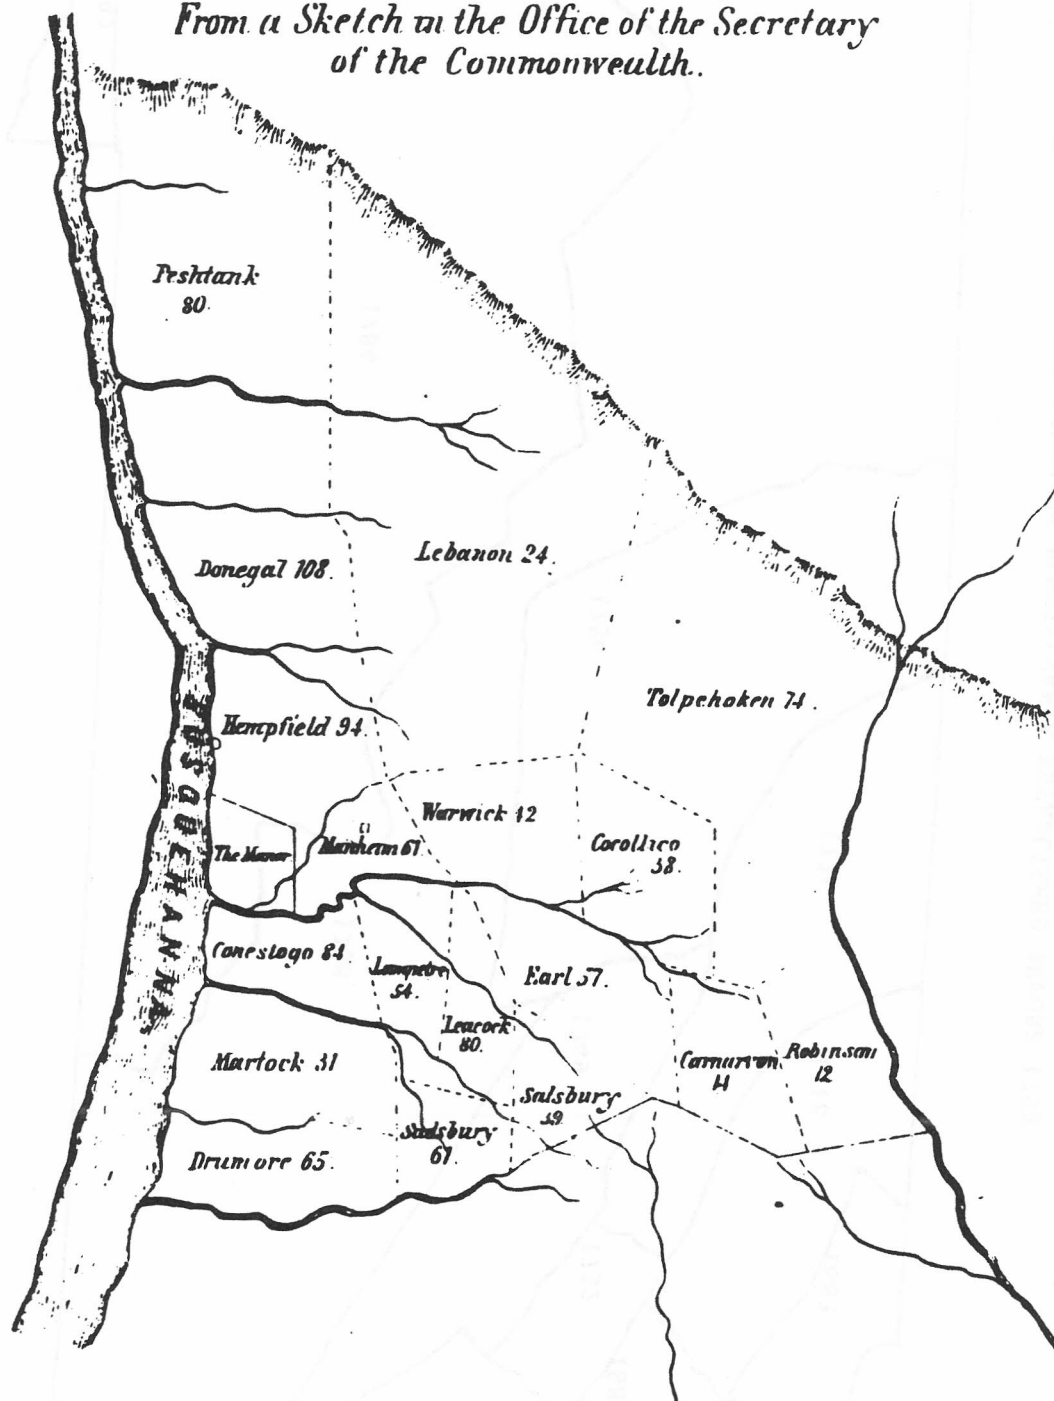 From a Sketch in the Office of the Secretary
of the Commonwealth.
Peshtank
80.
Donegal 108.
Lebanon 24.
Hempfield 94.
Tolpehoken 74.
SUSQUEHANNA
Warwick 42
The Manor
Manheim 67
Corollico
38.
Conestogo 84
Lampeter
54.
Earl 57.
Leacock
80.
Martock 31
Carnarvon
14
Robinson
12
Salsbury
59.
Sadsbury
67.
Drumore 65.